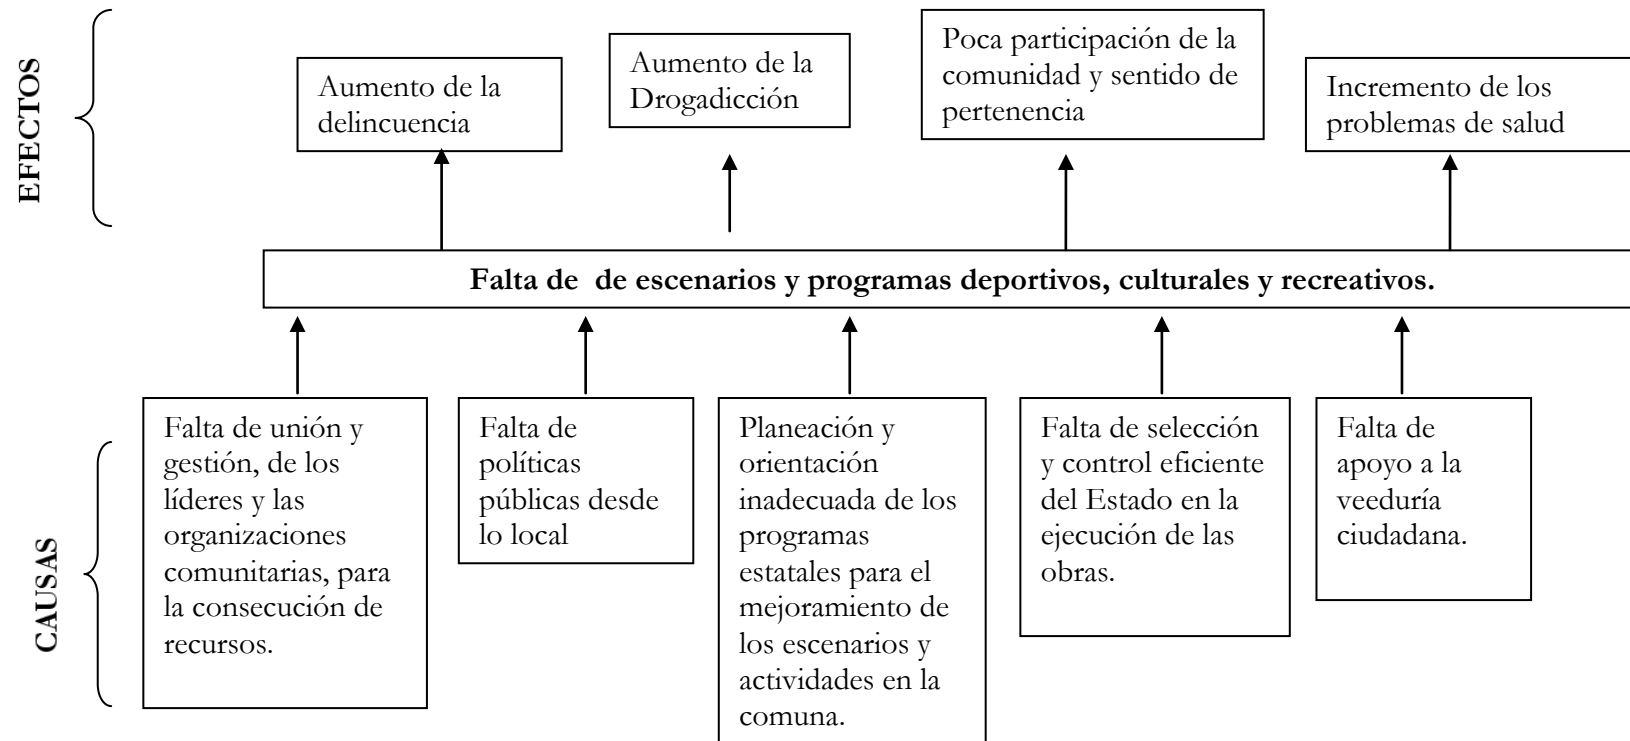 EFECTOS
Aumento de la
delincuencia
Aumento de la
Drogadicción
Poca participación de la
comunidad y sentido de
pertenencia
Incremento de los
problemas de salud
Falta de  de escenarios y programas deportivos, culturales y recreativos.
CAUSAS
Falta de unión y
gestión, de los
líderes y las
organizaciones
comunitarias, para
la consecución de
recursos.
Falta de
políticas
públicas desde
lo local
Planeación y
orientación
inadecuada de los
programas
estatales para el
mejoramiento de
los escenarios y
actividades en la
comuna.
Falta de selección
y control eficiente
del Estado en la
ejecución de las
obras.
Falta de
apoyo a la
veeduría
ciudadana.